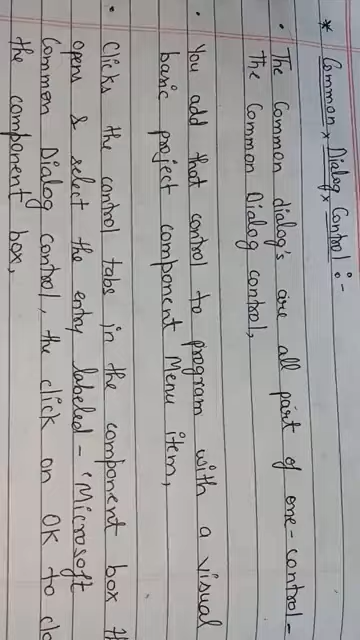 * Common Dialog Control :-
• The Common dialog's are all part of one-control-
the Common Dialog control,
• You add that control to program with a visual
basic project component Menu item,
• Clicks the control tabs in the component box
opens & select the entry labeled - 'Microsoft
Common Dialog control, the click on OK to
the component box,